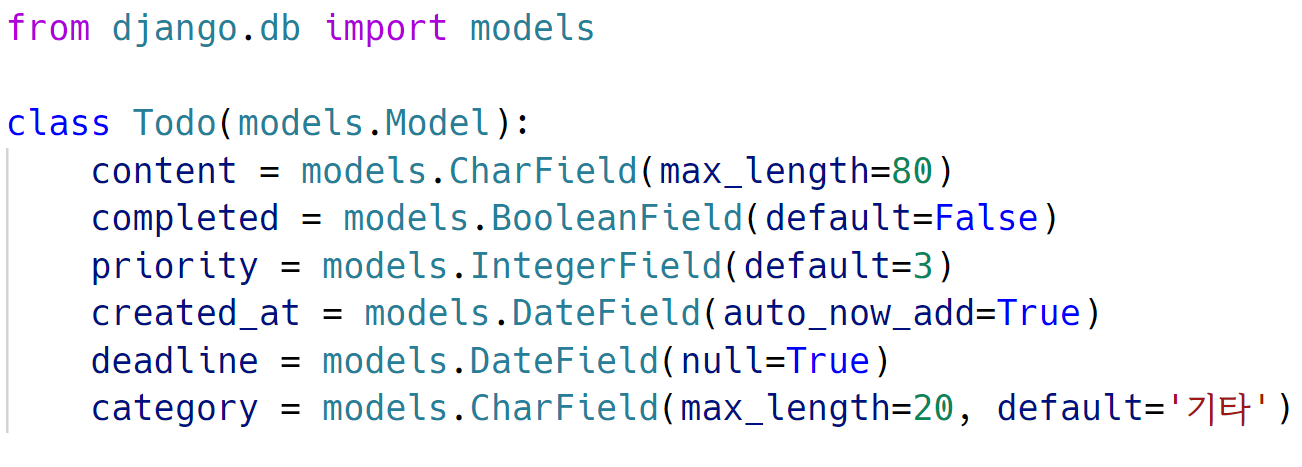 from django.db import models
class Todo(models.Model):
    content = models.CharField(max_length=80)
    completed = models.BooleanField(default=False)
    priority = models.IntegerField(default=3)
    created_at = models.DateField(auto_now_add=True)
    deadline = models.DateField(null=True)
    category = models.CharField(max_length=20, default='기타')